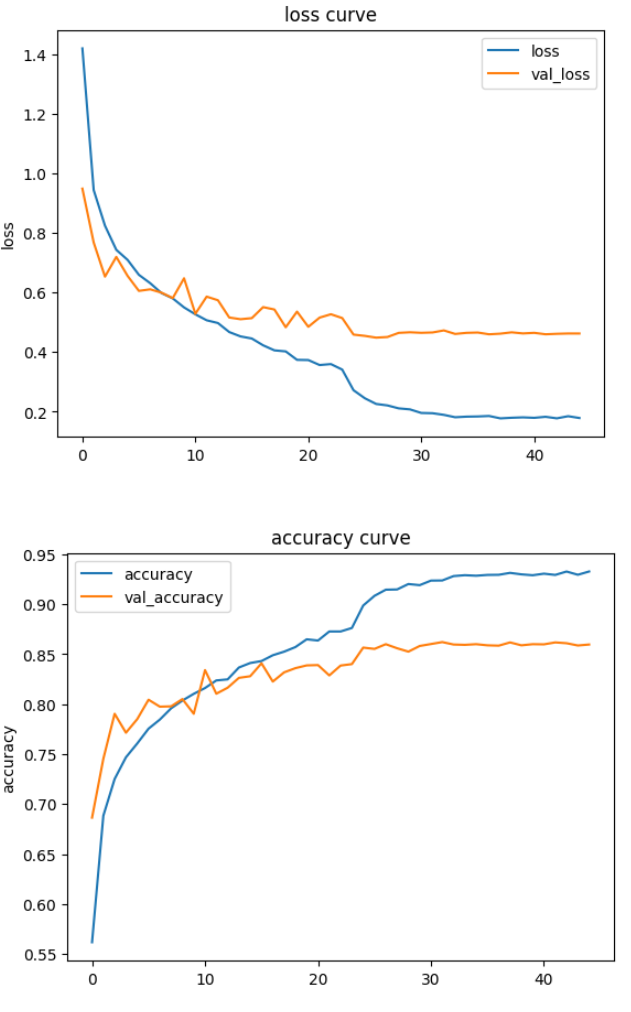 loss curve
1.4
1.2
1.0
0.8
0.6
0.4
0.2
loss
loss
val_loss
0 10 20 30 40
accuracy curve
0.95
0.90
0.85
0.80
0.75
0.70
0.65
0.60
0.55
accuracy
accuracy
val_accuracy
0 10 20 30 40